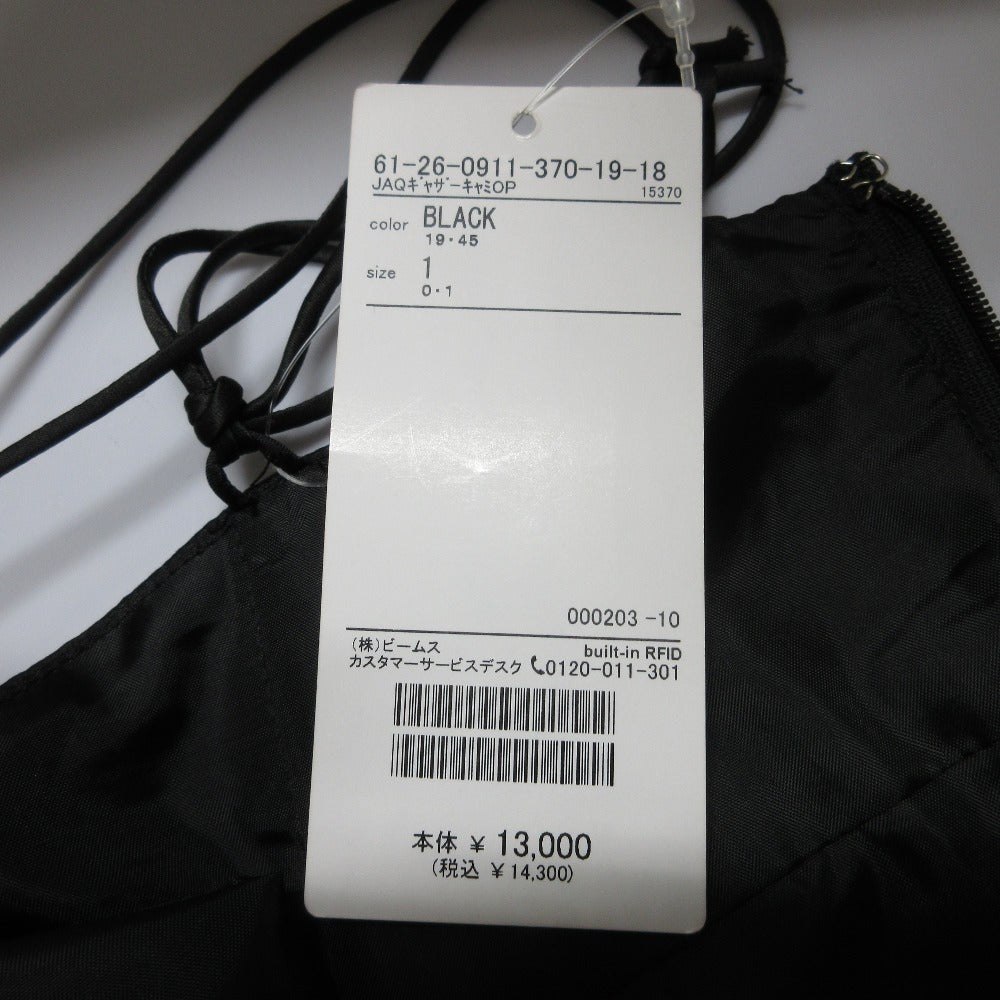 61-26-0911-370-19-18
JAQｷﾞｬｻﾞｰｷｬﾐOP 15370
color BLACK
19・45
size 1
0・1
000203 -10
(株)ビームス built-in RFID
カスタマーサービスデスク 0120-011-301
本体 ¥ 13,000
(税込 ¥ 14,300)